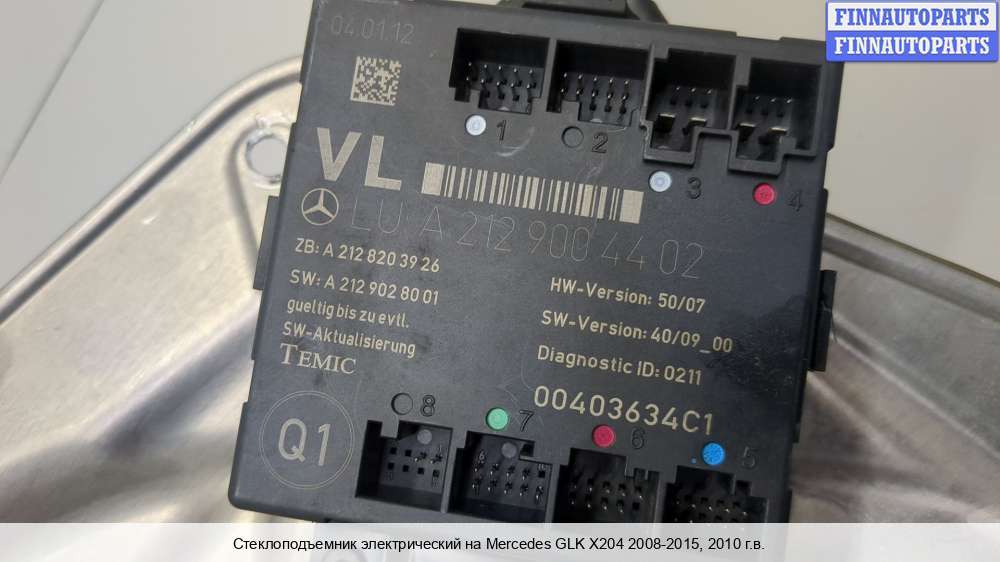 FINNAUTOPARTS
FINNAUTOPARTS
04.01.12
1
2
3
4
VL
LU A 212 900 44 02
ZB: A 212 820 39 26
SW: A 212 902 80 01
gueltig bis zu evtl.
SW-Aktualisierung
TEMIC
HW-Version: 50/07
SW-Version: 40/09_00
Diagnostic ID: 0211
00403634C1
Q1
8
7
6
5
Стеклоподъемник электрический на Mercedes GLK X204 2008-2015, 2010 г.в.